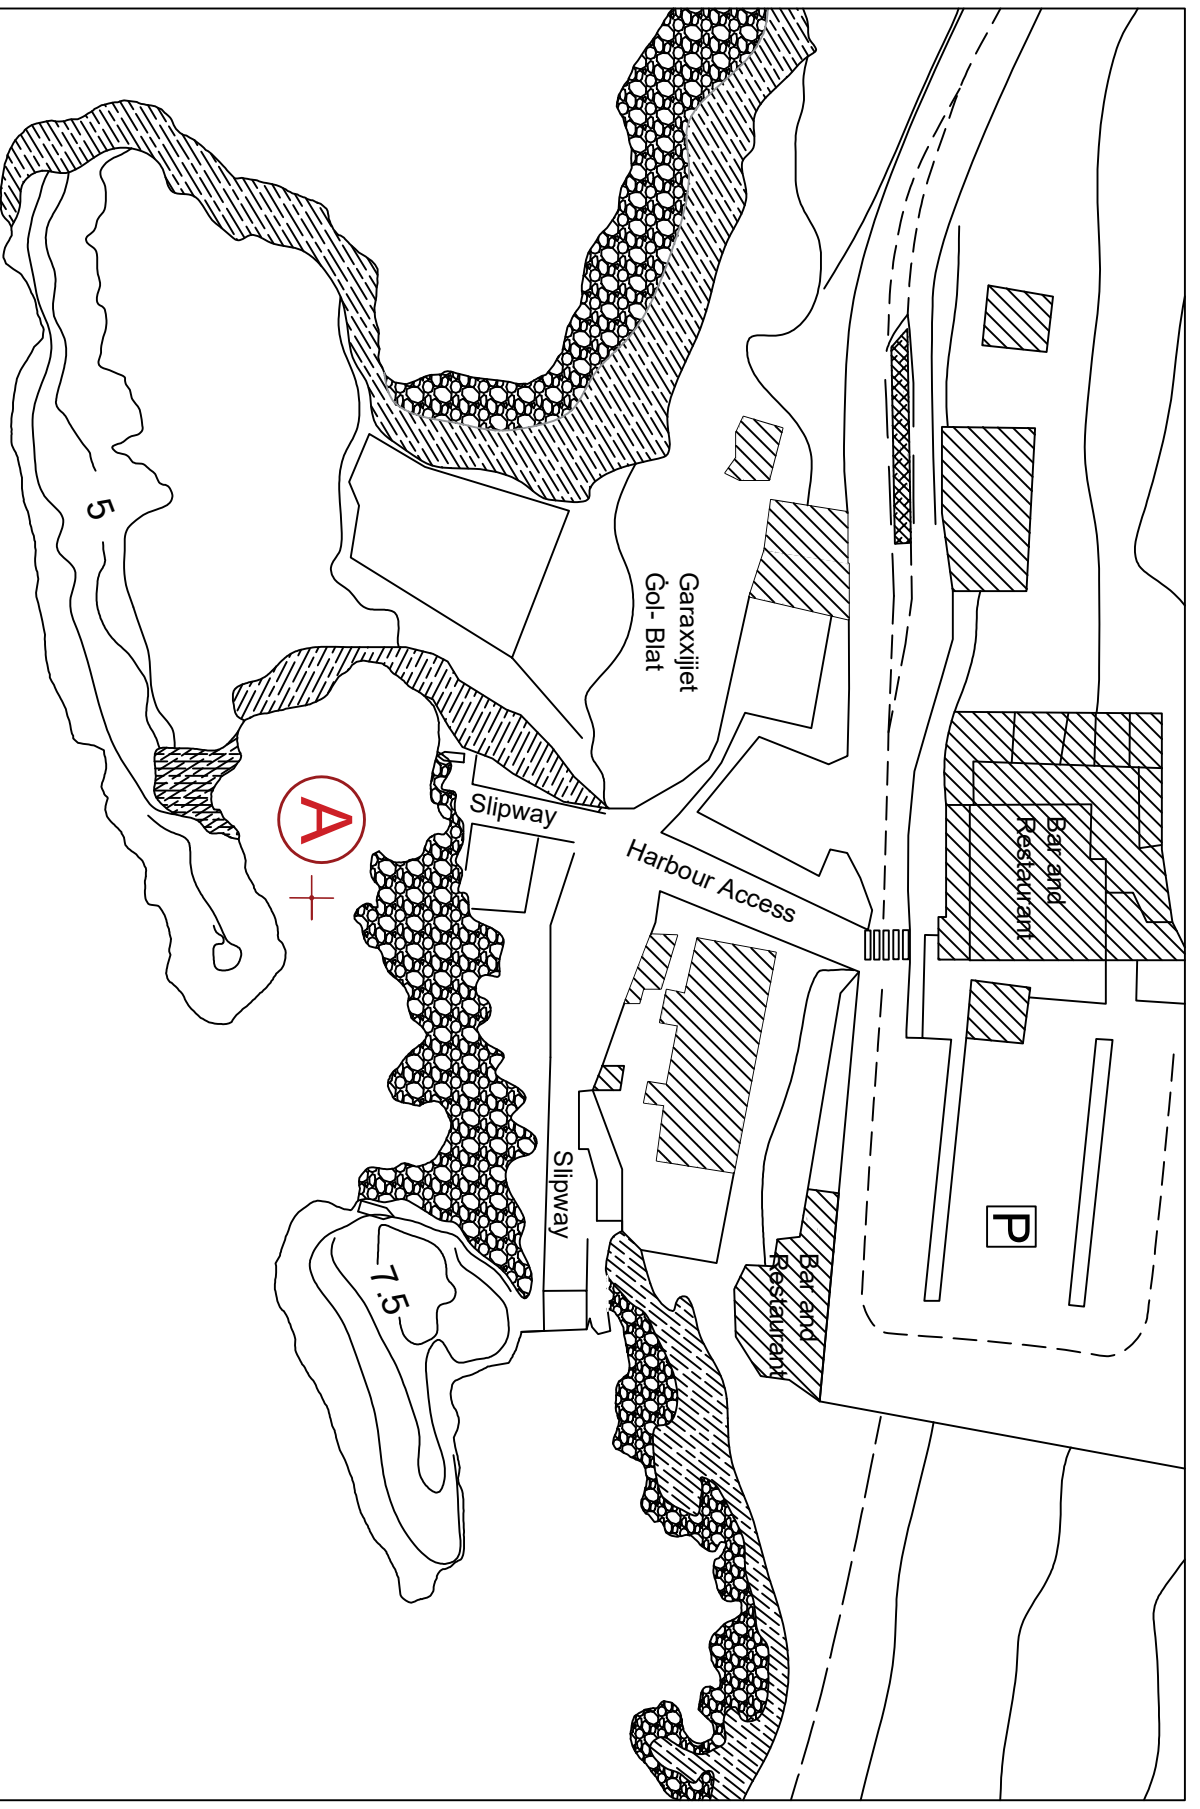 Garaxxijiet
Ġol- Blat
Bar and
Restaurant
Harbour Access
Slipway
5
A
P
Slipway
Bar and
Restaurant
7.5